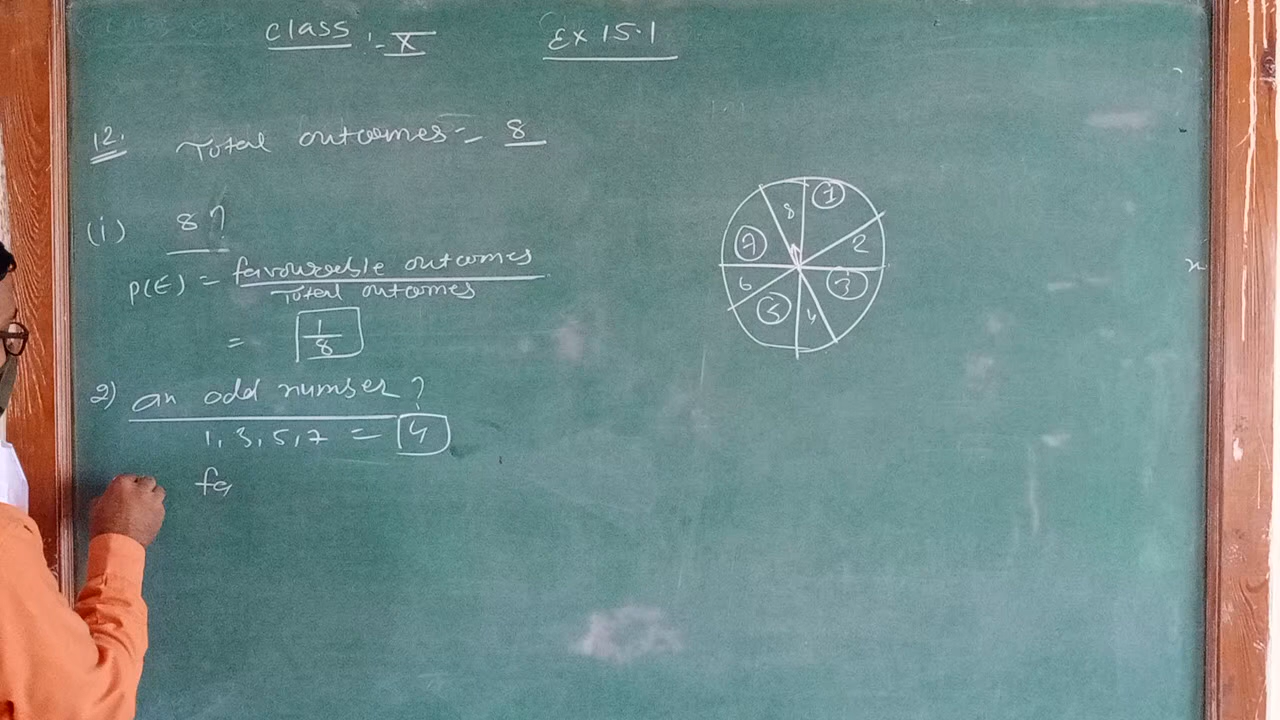 class :- X Ex 15.1
12. Total outcomes = 8
(i) 8?
P(E) = favourable outcomes
Total outcomes
= 1
8
2) an odd number?
1, 3, 5, 7 = 4
fa
8 1
7 2
6 3
5 4